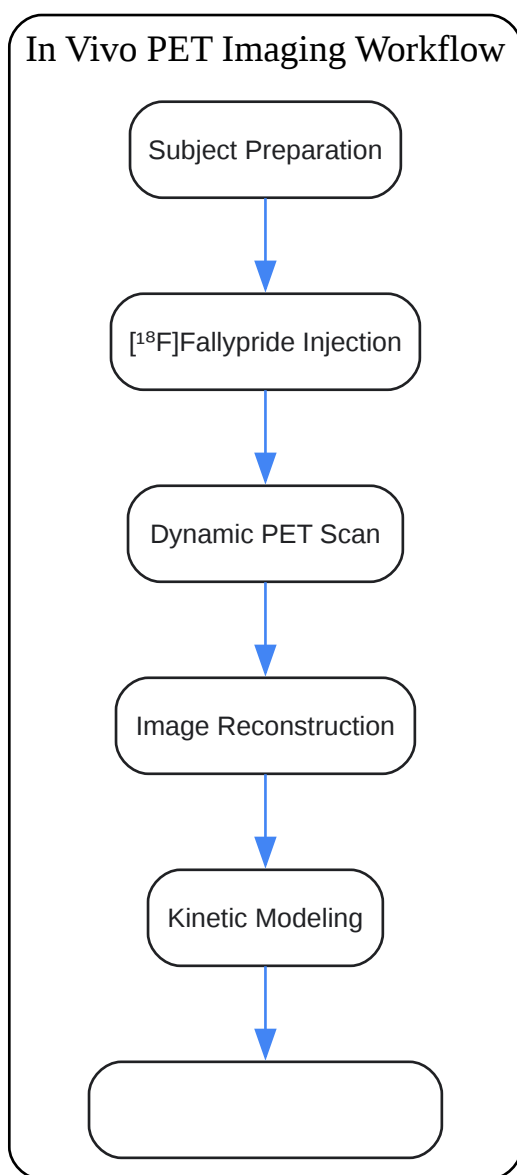 In Vivo PET Imaging Workflow
Subject Preparation
[¹⁸F]Fallypride Injection
Dynamic PET Scan
Image Reconstruction
Kinetic Modeling